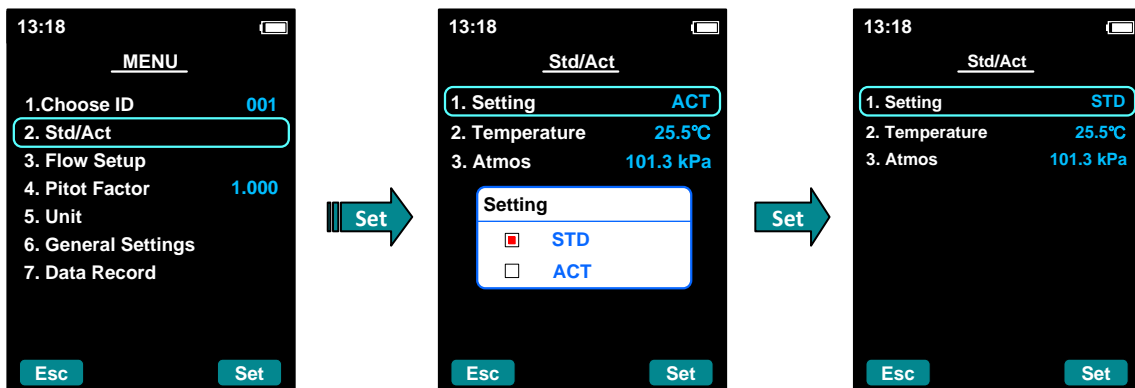 13:18
MENU
1.Choose ID 001
2. Std/Act
3. Flow Setup
4. Pitot Factor 1.000
5. Unit
6. General Settings
7. Data Record
Esc Set
Set
13:18
Std/Act
1. Setting ACT
2. Temperature 25.5℃
3. Atmos 101.3 kPa
Setting
STD
ACT
Esc Set
Set
13:18
Std/Act
1. Setting STD
2. Temperature 25.5℃
3. Atmos 101.3 kPa
Esc Set